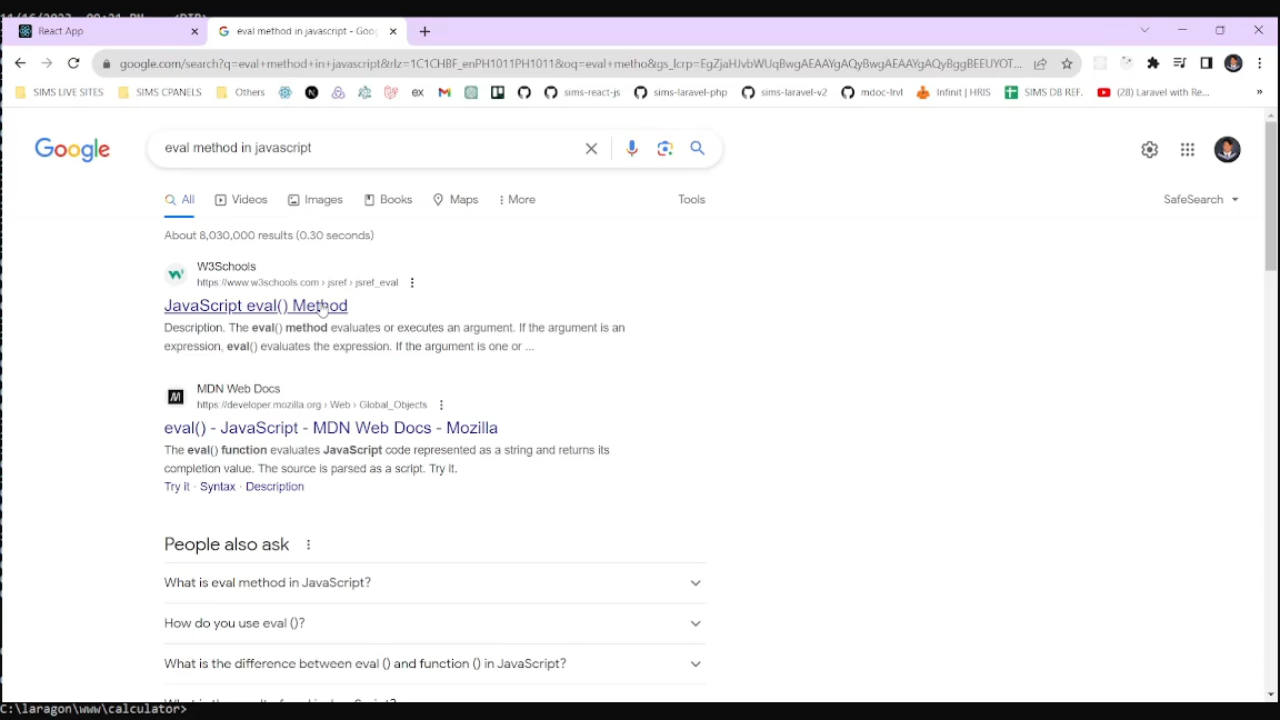 React App
eval method in javascript - Goo
google.com/search?q=eval+method+in+javascript&rlz=1C1CHBF_enPH1011PH1011&oq=eval+metho&gs_lcrp=EgZjaHJvbWUqBwgAEAAYgAQyBwgAEAAYgAQyBggBEEUYOT...
SIMS LIVE SITES
SIMS CPANELS
Others
sims-react-js
sims-laravel-php
sims-laravel-v2
mdoc-lrvl
Infinit | HRIS
SIMS DB REF.
(28) Laravel with Re...
Google
eval method in javascript
All
Videos
Images
Books
Maps
More
Tools
SafeSearch
About 8,030,000 results (0.30 seconds)
W3Schools
https://www.w3schools.com › jsref › jsref_eval
JavaScript eval() Method
Description. The eval() method evaluates or executes an argument. If the argument is an
expression, eval() evaluates the expression. If the argument is one or ...
MDN Web Docs
https://developer.mozilla.org › Web › Global_Objects
eval() - JavaScript - MDN Web Docs - Mozilla
The eval() function evaluates JavaScript code represented as a string and returns its
completion value. The source is parsed as a script. Try it.
Try it · Syntax · Description
People also ask
What is eval method in JavaScript?
How do you use eval ()?
What is the difference between eval () and function () in JavaScript?
C:\laragon\www\calculator>